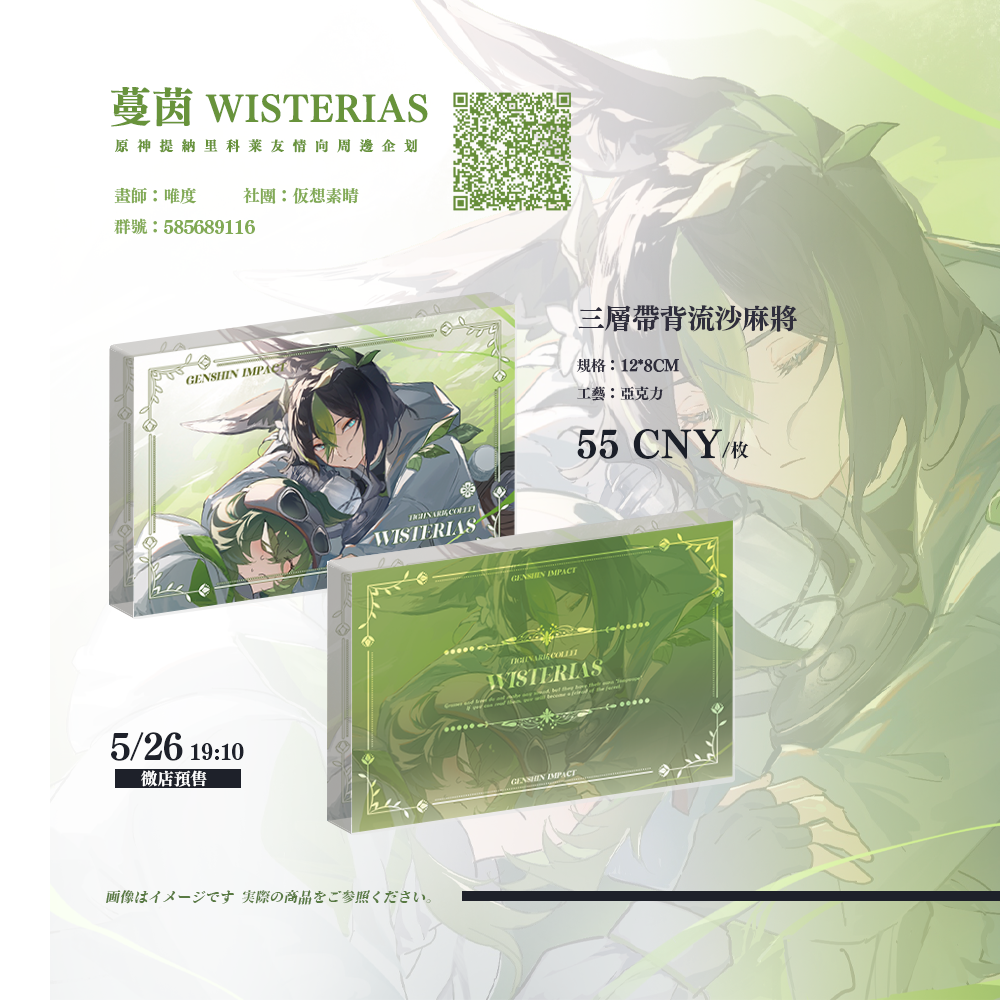 蔓茵 WISTERIAS
原神提納里科萊友情向周邊企划
畫師：唯度 社團：仮想素晴
群號：585689116
三層帶背流沙麻將
規格：12*8CM
工藝：亞克力
55 CNY/枚
GENSHIN IMPACT
TIGHNARI&COLLEI
WISTERIAS
GENSHIN IMPACT
TIGHNARI&COLLEI
WISTERIAS
GENSHIN IMPACT
5/26 19:10
微店預售
画像はイメージです 実際の商品をご参照ください。